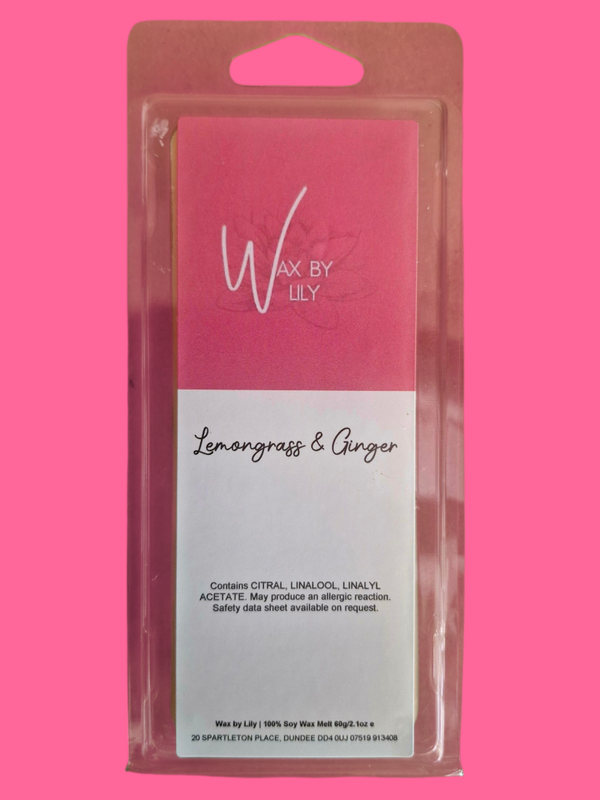 WAX BY
LILY
Lemongrass & Ginger
Contains CITRAL, LINALOOL, LINALYL
ACETATE. May produce an allergic reaction.
Safety data sheet available on request.
Wax by Lily | 100% Soy Wax Melt 60g/2.1oz e
20 SPARTLETON PLACE, DUNDEE DD4 0UJ 07519 913408